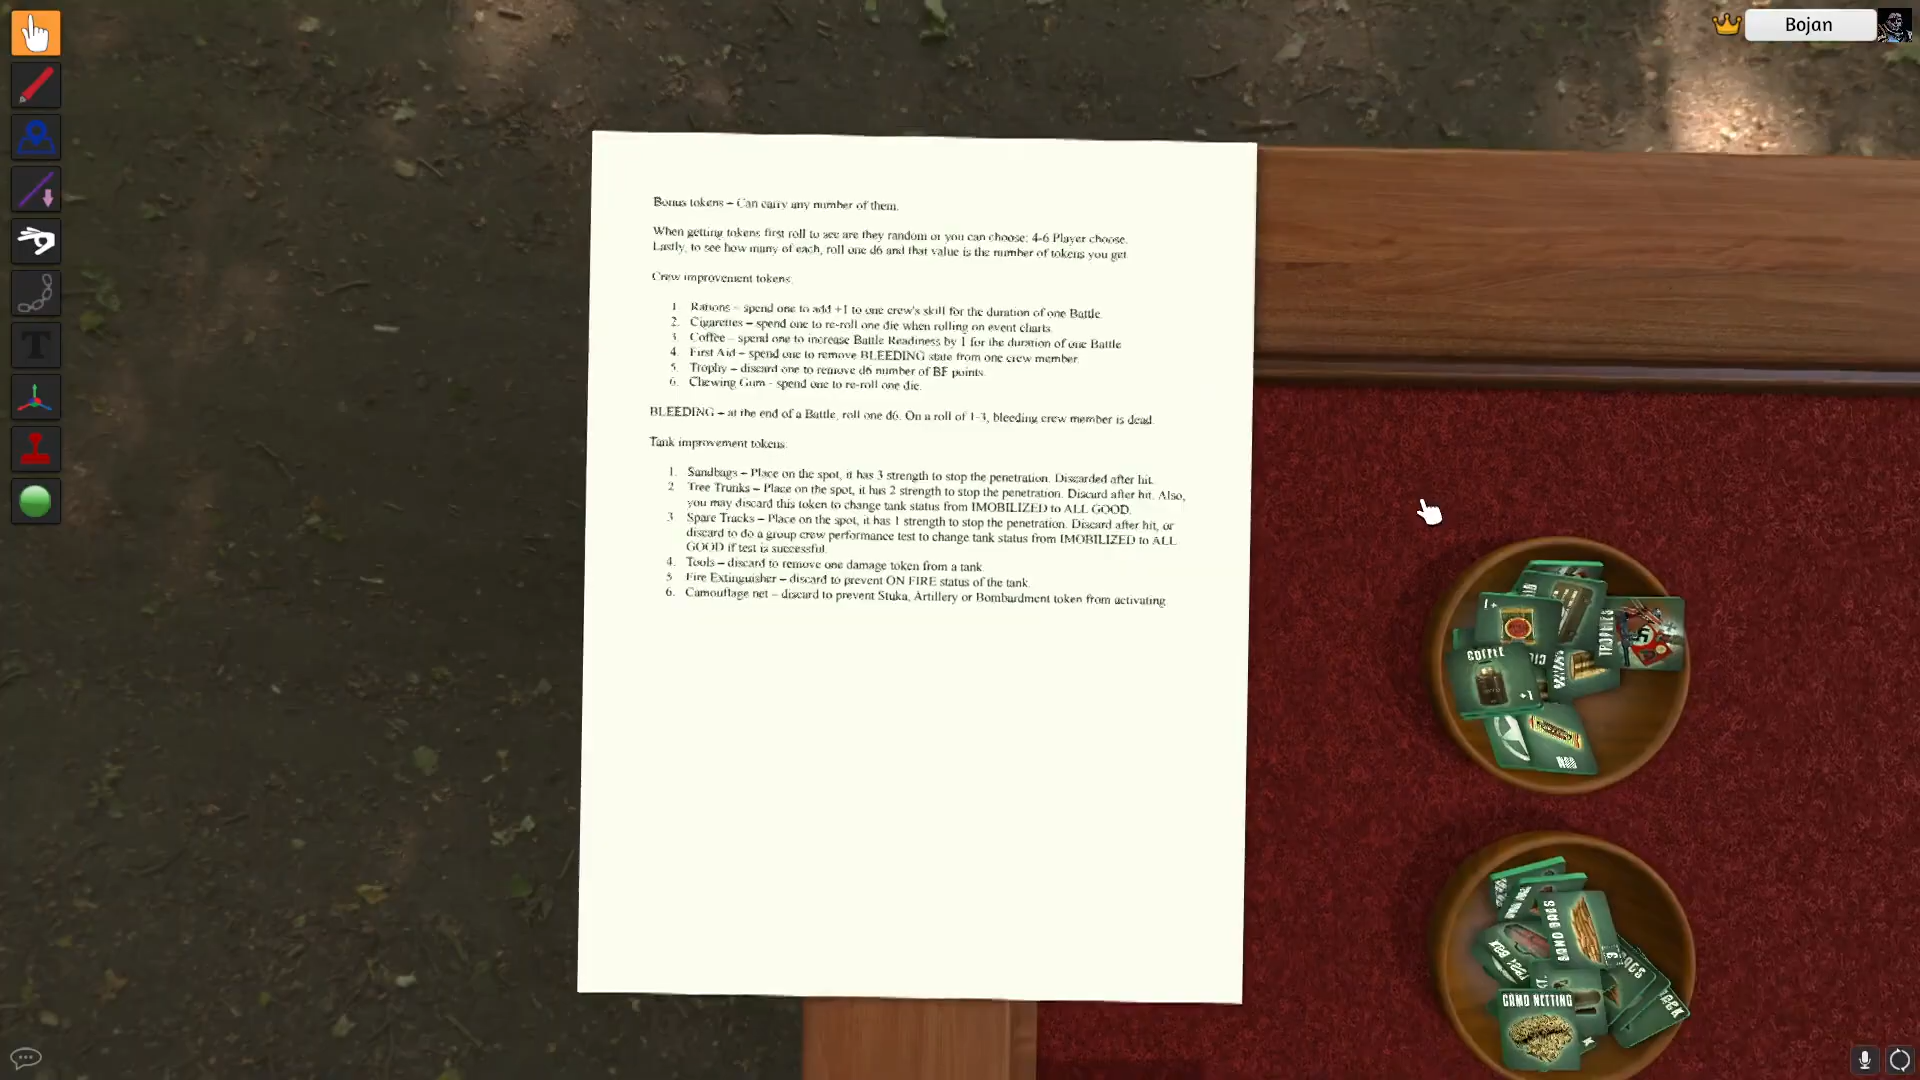 Bojan
Bonus tokens – Can carry any number of them.
When getting tokens first roll to see are they random or you can choose: 4-6 Player choose.
Lastly, to see how many of each, roll one d6 and that value is the number of tokens you get
Crew improvement tokens:
1. Rations – spend one to add +1 to one crew's skill for the duration of one Battle
2. Cigarettes – spend one to re-roll one die when rolling on event charts.
3. Coffee – spend one to increase Battle Readiness by 1 for the duration of one Battle
4. First Aid – spend one to remove BLEEDING state from one crew member.
5. Trophy – discard one to remove d6 number of BF points.
6. Chewing Gum - spend one to re-roll one die.
BLEEDING – at the end of a Battle, roll one d6. On a roll of 1-3, bleeding crew member is dead.
Tank improvement tokens:
1. Sandbags – Place on the spot, it has 3 strength to stop the penetration. Discarded after hit.
2. Tree Trunks – Place on the spot, it has 2 strength to stop the penetration. Discard after hit. Also,
you may discard this token to change tank status from IMOBILIZED to ALL GOOD.
3. Spare Tracks – Place on the spot, it has 1 strength to stop the penetration. Discard after hit, or
discard to do a group crew performance test to change tank status from IMOBILIZED to ALL
GOOD if test is successful.
4. Tools – discard to remove one damage token from a tank.
5. Fire Extinguisher – discard to prevent ON FIRE status of the tank.
6. Camouflage net – discard to prevent Stuka, Artillery or Bombardment token from activating
1+
TROPHIES
COFFEE
+1
SAND BAGS
CAMO NETTING